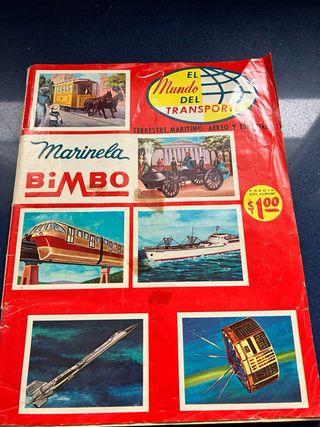 EL
Mundo
DEL
TRANSPORTE
TERRESTRE, MARITIMO, AEREO Y ESPACIAL
Marinela
BIMBO
PRECIO
DEL ALBUM
$1.00